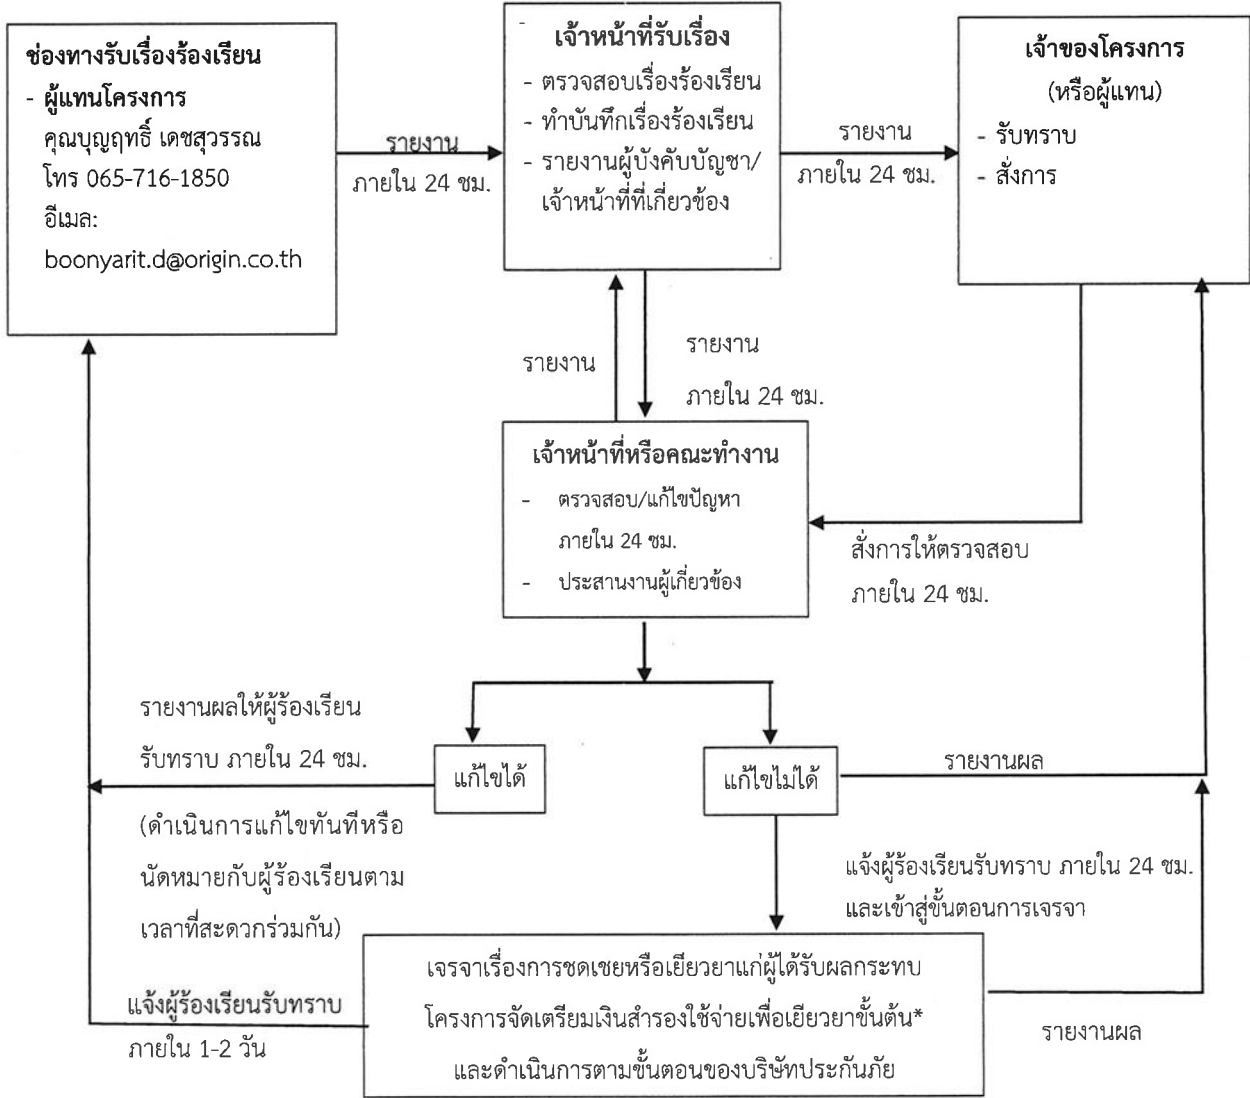 ช่องทางรับเรื่องร้องเรียน
- ผู้แทนโครงการ
คุณบุญฤทธิ์ เดชสุวรรณ
โทร 065-716-1850
อีเมล:
boonyarit.d@origin.co.th
รายงาน
ภายใน 24 ชม.
-
เจ้าหน้าที่รับเรื่อง
- ตรวจสอบเรื่องร้องเรียน
- ทำบันทึกเรื่องร้องเรียน
- รายงานผู้บังคับบัญชา/
เจ้าหน้าที่ที่เกี่ยวข้อง
รายงาน
ภายใน 24 ชม.
เจ้าของโครงการ
(หรือผู้แทน)
- รับทราบ
- สั่งการ
รายงาน
รายงาน
ภายใน 24 ชม.
เจ้าหน้าที่หรือคณะทำงาน
- ตรวจสอบ/แก้ไขปัญหา
ภายใน 24 ชม.
- ประสานงานผู้เกี่ยวข้อง
สั่งการให้ตรวจสอบ
ภายใน 24 ชม.
รายงานผลให้ผู้ร้องเรียน
รับทราบ ภายใน 24 ชม.
(ดำเนินการแก้ไขทันทีหรือ
นัดหมายกับผู้ร้องเรียนตาม
เวลาที่สะดวกร่วมกัน)
แก้ไขได้
แก้ไขไม่ได้
รายงานผล
แจ้งผู้ร้องเรียนรับทราบ ภายใน 24 ชม.
และเข้าสู่ขั้นตอนการเจรจา
เจรจาเรื่องการชดเชยหรือเยียวยาแก่ผู้ได้รับผลกระทบ
โครงการจัดเตรียมเงินสำรองใช้จ่ายเพื่อเยียวยาขั้นต้น*
และดำเนินการตามขั้นตอนของบริษัทประกันภัย
แจ้งผู้ร้องเรียนรับทราบ
ภายใน 1-2 วัน
รายงานผล